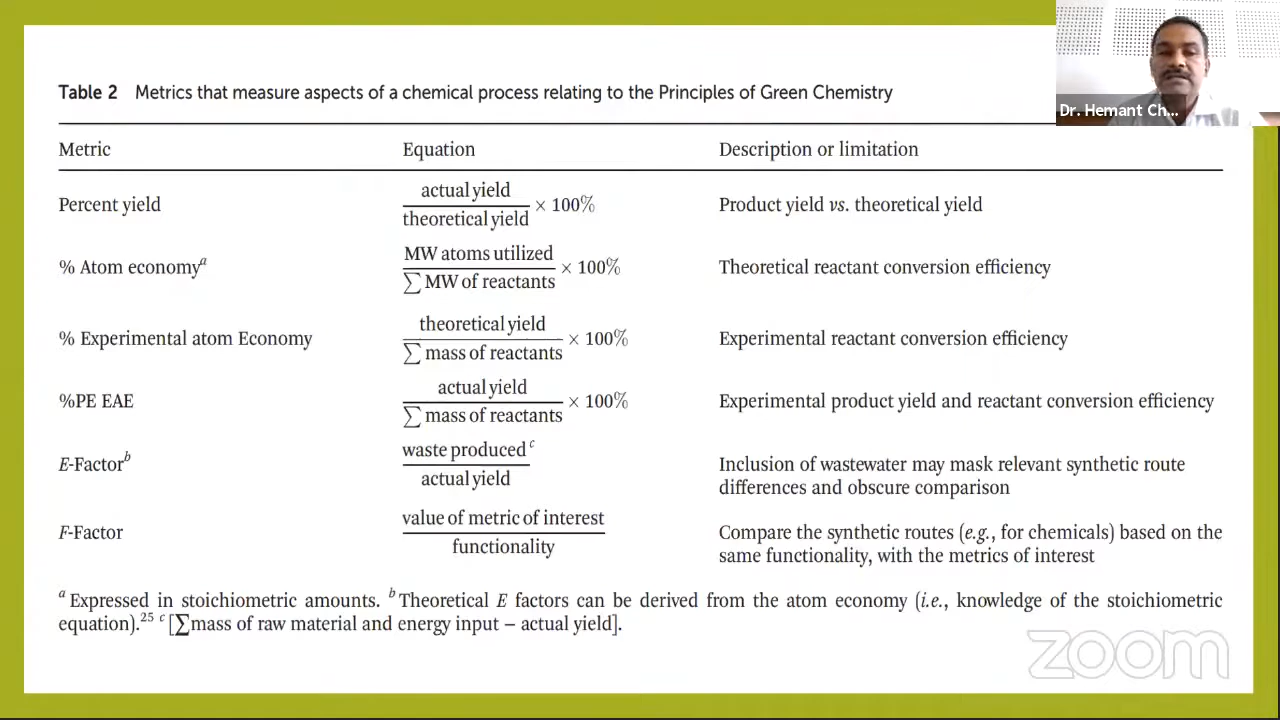 Dr. Hemant Ch...
Table 2 Metrics that measure aspects of a chemical process relating to the Principles of Green Chemistry
Metric Equation Description or limitation
Percent yield actual yield / theoretical yield × 100% Product yield vs. theoretical yield
% Atom economyᵃ MW atoms utilized / ∑ MW of reactants × 100% Theoretical reactant conversion efficiency
% Experimental atom Economy theoretical yield / ∑ mass of reactants × 100% Experimental reactant conversion efficiency
%PE EAE actual yield / ∑ mass of reactants × 100% Experimental product yield and reactant conversion efficiency
E-Factorᵇ waste producedᶜ / actual yield Inclusion of wastewater may mask relevant synthetic route
differences and obscure comparison
F-Factor value of metric of interest / functionality Compare the synthetic routes (e.g., for chemicals) based on the
same functionality, with the metrics of interest
ᵃ Expressed in stoichiometric amounts. ᵇ Theoretical E factors can be derived from the atom economy (i.e., knowledge of the stoichiometric
equation).²⁵ ᶜ [∑mass of raw material and energy input – actual yield].
zoom